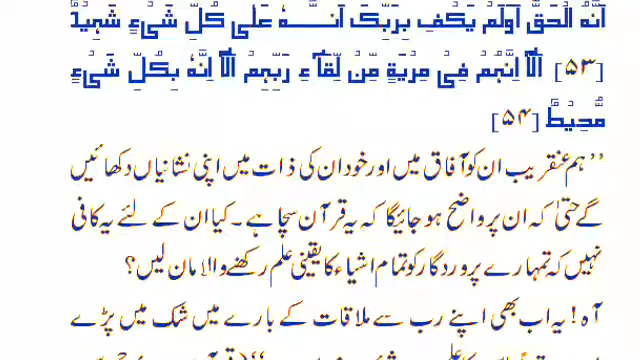 اَنَّهُ الْحَقُّ اَوَلَمْ يَكْفِ بِرَبِّكَ اَنَّهٗ عَلٰى كُلِّ شَىْءٍ شَهِيْدٌ
[۵۳] اَلَاۤ اِنَّهُمْ فِىْ مِرْيَةٍ مِّنْ لِّقَآءِ رَبِّهِمْ اَلَاۤ اِنَّهٗ بِكُلِّ شَىْءٍ
مُّحِيْطٌ [۵۴]
”ہم عنقریب ان کو آفاق میں اور خود ان کی ذات میں اپنی نشانیاں دکھائیں
گے حتیٰ کہ ان پر واضح ہو جائیگا کہ یہ قرآن سچا ہے۔ کیا ان کے لئے یہ کافی
نہیں کہ تمہارے پروردگار کو تمام اشیاء کا یقینی علم رکھنے والا مان لیں؟
آہ! یہ اب بھی اپنے رب سے ملاقات کے بارے میں شک میں پڑے